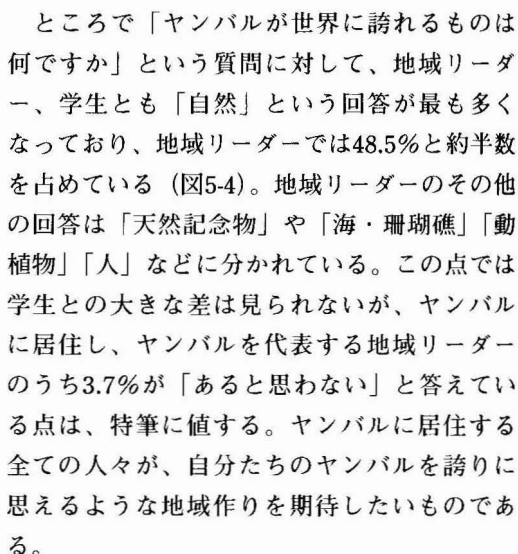 ところで「ヤンバルが世界に誇れるものは
何ですか」という質問に対して、地域リーダ
ー、学生とも「自然」という回答が最も多く
なっており、地域リーダーでは48.5％と約半数
を占めている（図5-4）。地域リーダーのその他
の回答は「天然記念物」や「海・珊瑚礁」「動
植物」「人」などに分かれている。この点では
学生との大きな差は見られないが、ヤンバル
に居住し、ヤンバルを代表する地域リーダー
のうち3.7％が「あると思わない」と答えてい
る点は、特筆に値する。ヤンバルに居住する
全ての人々が、自分たちのヤンバルを誇りに
思えるような地域作りを期待したいものであ
る。